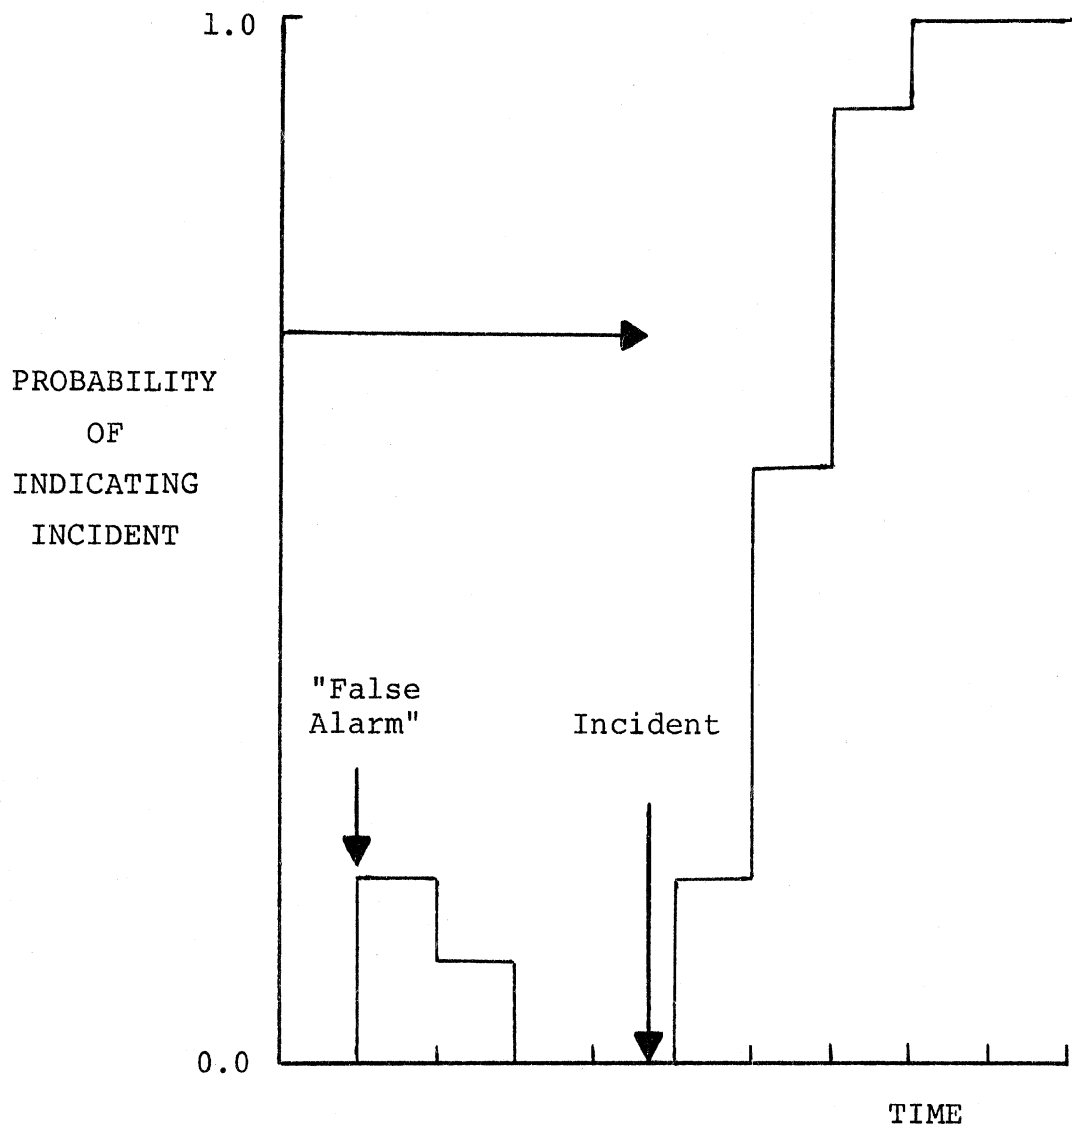 1.0
PROBABILITY
OF
INDICATING
INCIDENT
"False
Alarm"
Incident
0.0
TIME